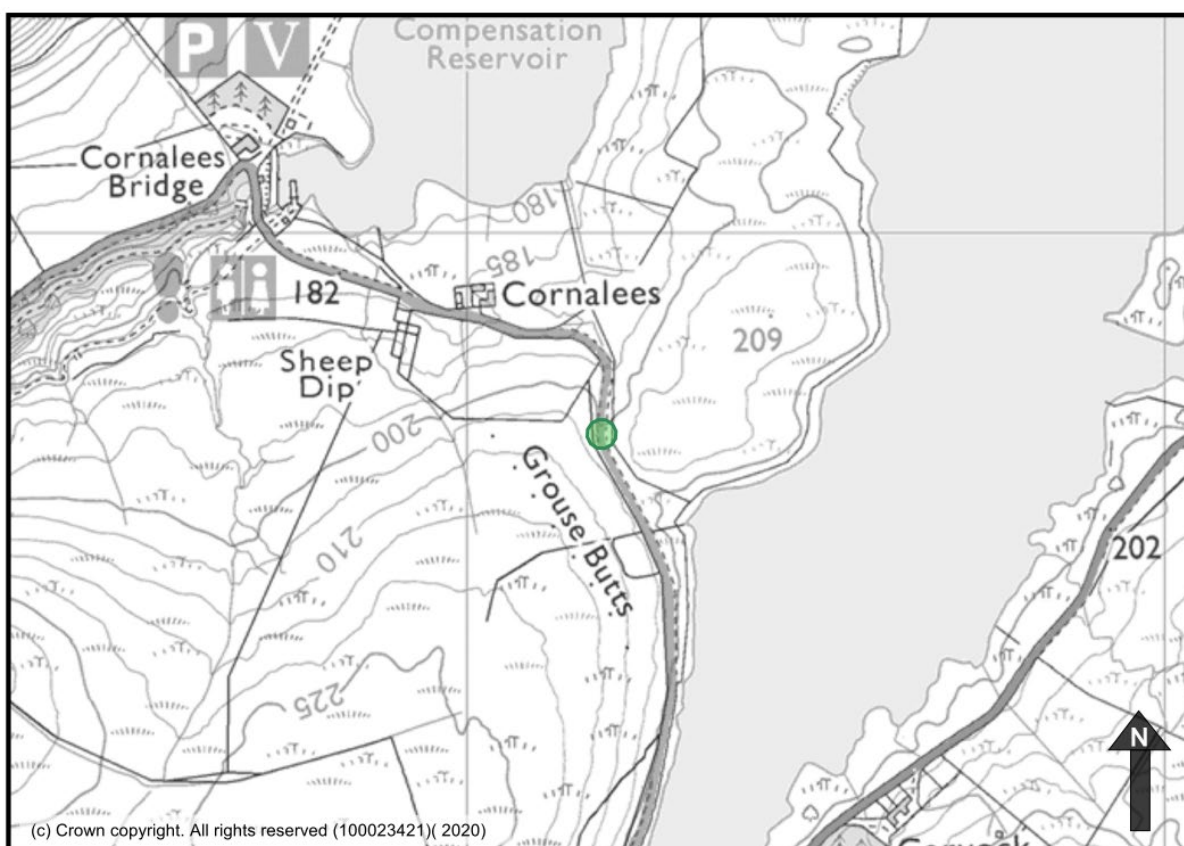 P V
Compensation
Reservoir
Cornalees
Bridge
180
185
182
Cornalees
209
Sheep
Dip
200
Grouse Butts
210
202
225
N
(c) Crown copyright. All rights reserved (100023421)( 2020)